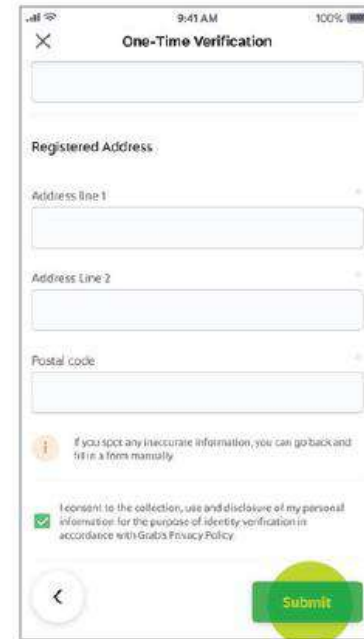 9:41 AM 100%
One-Time Verification
Registered Address
Address line 1
Address Line 2
Postal code
i
If you spot any inaccurate information, you can go back and
fill in a form manually
I consent to the collection, use and disclosure of my personal
information for the purpose of identity verification in
accordance with Grab's Privacy Policy
Submit